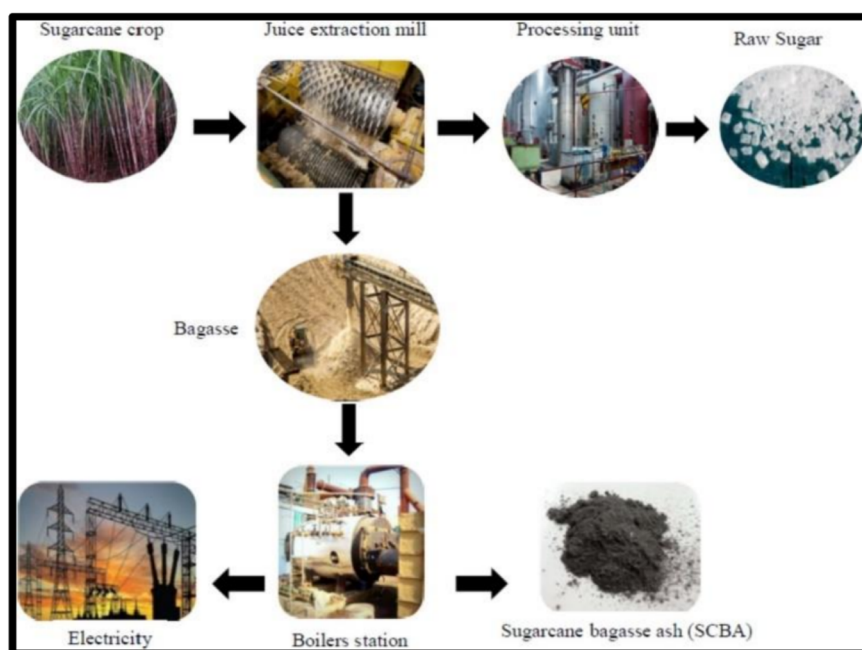 Sugarcane crop
Juice extraction mill
Processing unit
Raw Sugar
Bagasse
Electricity
Boilers station
Sugarcane bagasse ash (SCBA)